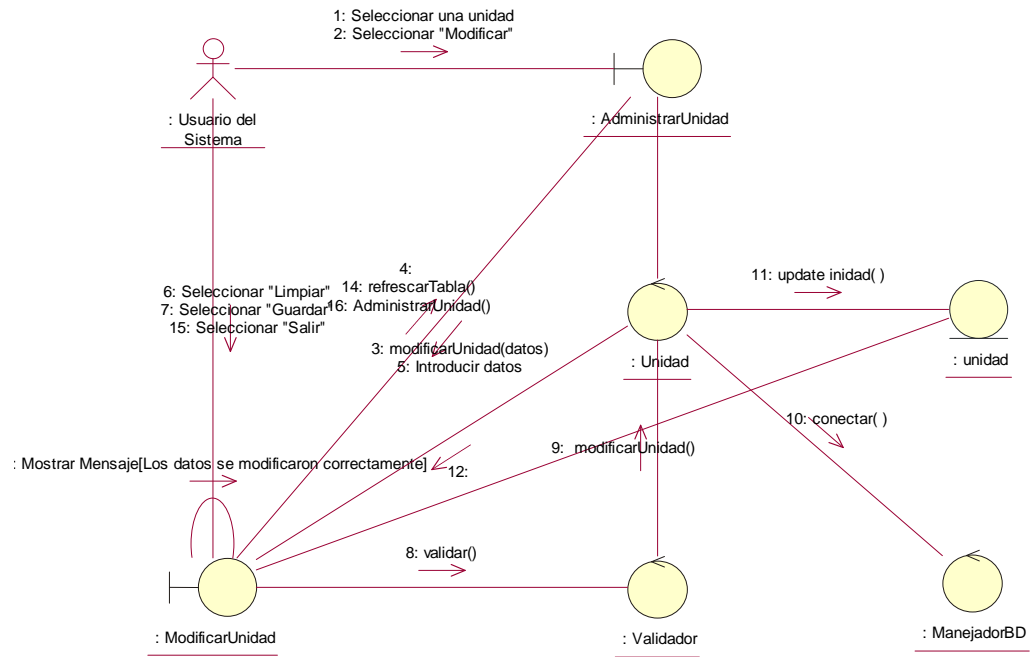 1: Seleccionar una unidad
2: Seleccionar "Modificar"
: Usuario del
Sistema
: AdministrarUnidad
4:
14: refrescarTabla()
16: AdministrarUnidad()
6: Seleccionar "Limpiar"
7: Seleccionar "Guardar"
15: Seleccionar "Salir"
3: modificarUnidad(datos)
5: Introducir datos
11: update inidad( )
: Unidad
: unidad
10: conectar( )
9: modificarUnidad()
: Mostrar Mensaje[Los datos se modificaron correctamente]
12:
8: validar()
: ModificarUnidad
: Validador
: ManejadorBD